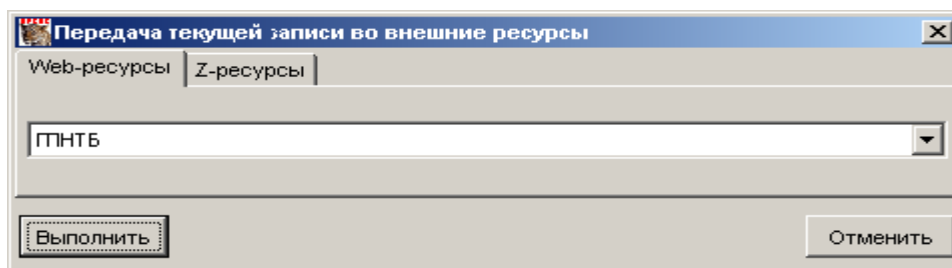 Передача текущей записи во внешние ресурсы
Web-ресурсы Z-ресурсы
ГПНТБ
Выполнить Отменить